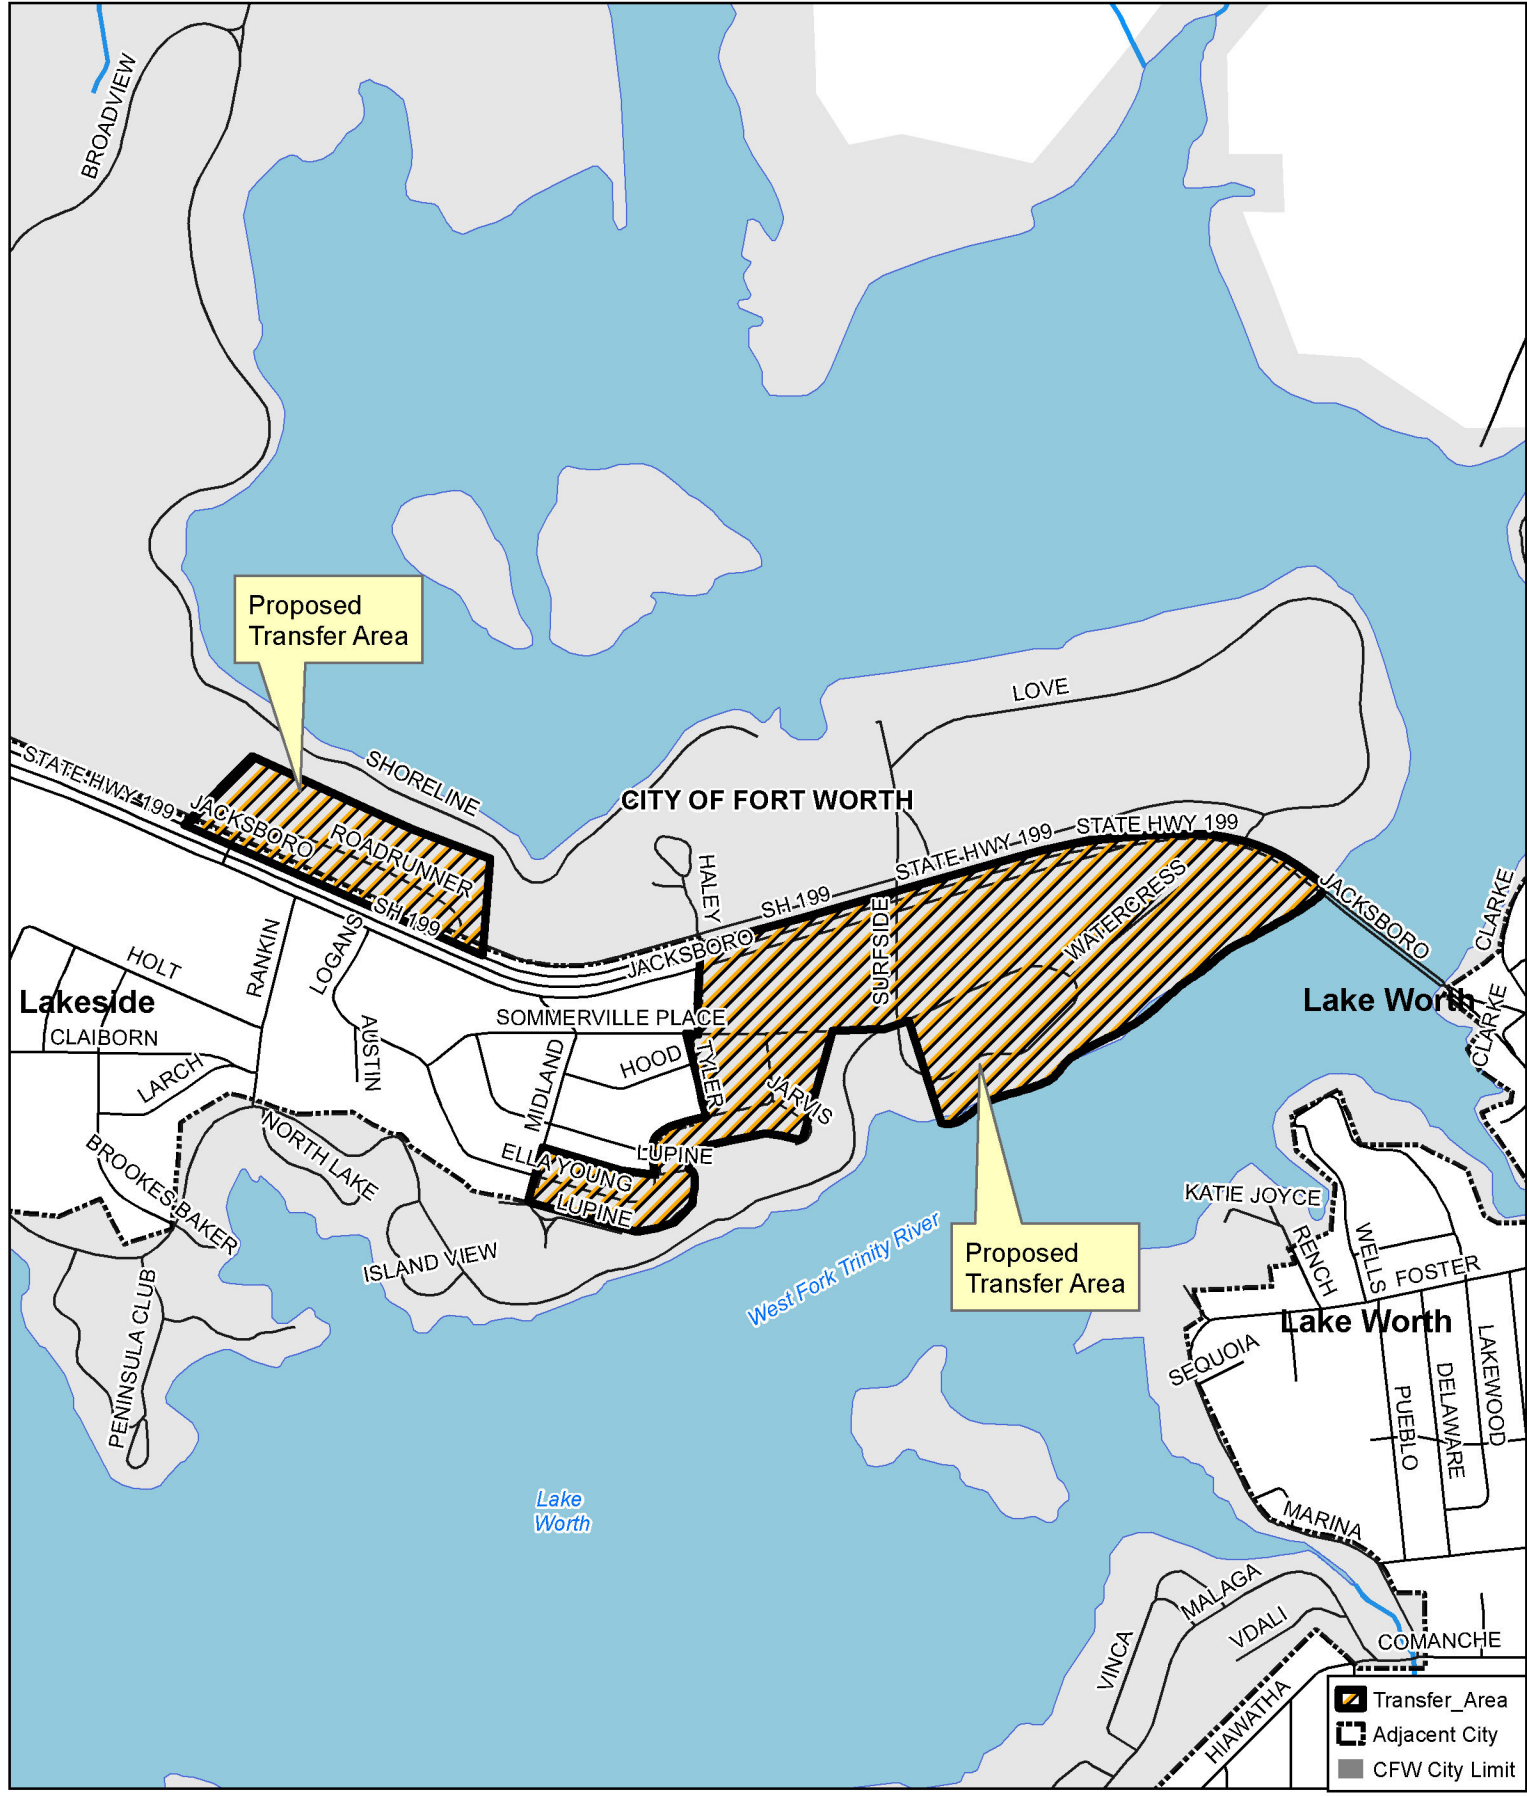 BROADVIEW
Proposed
Transfer Area
LOVE
SHORELINE
CITY OF FORT WORTH
STATE HWY 199
JACKSBORO
ROADRUNNER
SH 199
HALEY
SH 199
STATE HWY 199
STATE HWY 199
JACKSBORO
SURFSIDE
WATERCRESS
JACKSBORO
CLARKE
HOLT
RANKIN
LOGANS
Lakeside
CLAIBORN
LARCH
AUSTIN
SOMMERVILLE PLACE
MIDLAND
HOOD
TYLER
JARVIS
Lake Worth
CLARKE
BROOKES BAKER
NORTH LAKE
ELLA YOUNG
LUPINE
LUPINE
ISLAND VIEW
PENINSULA CLUB
West Fork Trinity River
Proposed
Transfer Area
KATIE JOYCE
RENCH
WELLS
FOSTER
Lake Worth
SEQUOIA
PUEBLO
DELAWARE
LAKEWOOD
Lake
Worth
MARINA
MALAGA
VDALI
VINCA
COMANCHE
HIAWATHA
Transfer_Area
Adjacent City
CFW City Limit